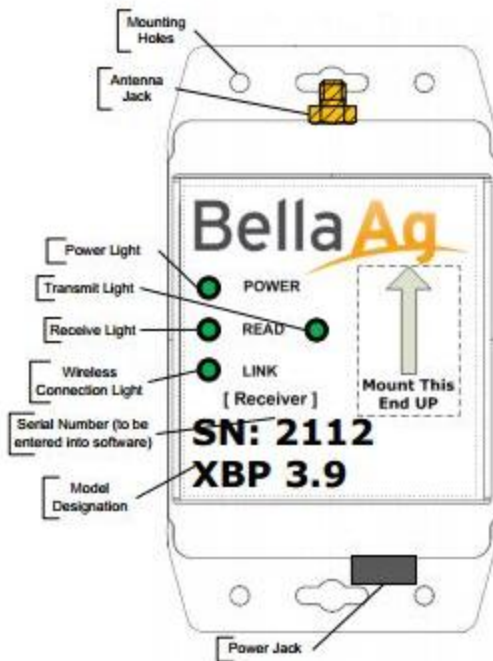 Mounting
Holes
Antenna
Jack
BellaAg
Power Light
POWER
Transmit Light
Receive Light
READ
Wireless
Connection Light
LINK
Mount This
End UP
[ Receiver ]
Serial Number (to be
entered into software)
SN: 2112
XBP 3.9
Model
Designation
Power Jack